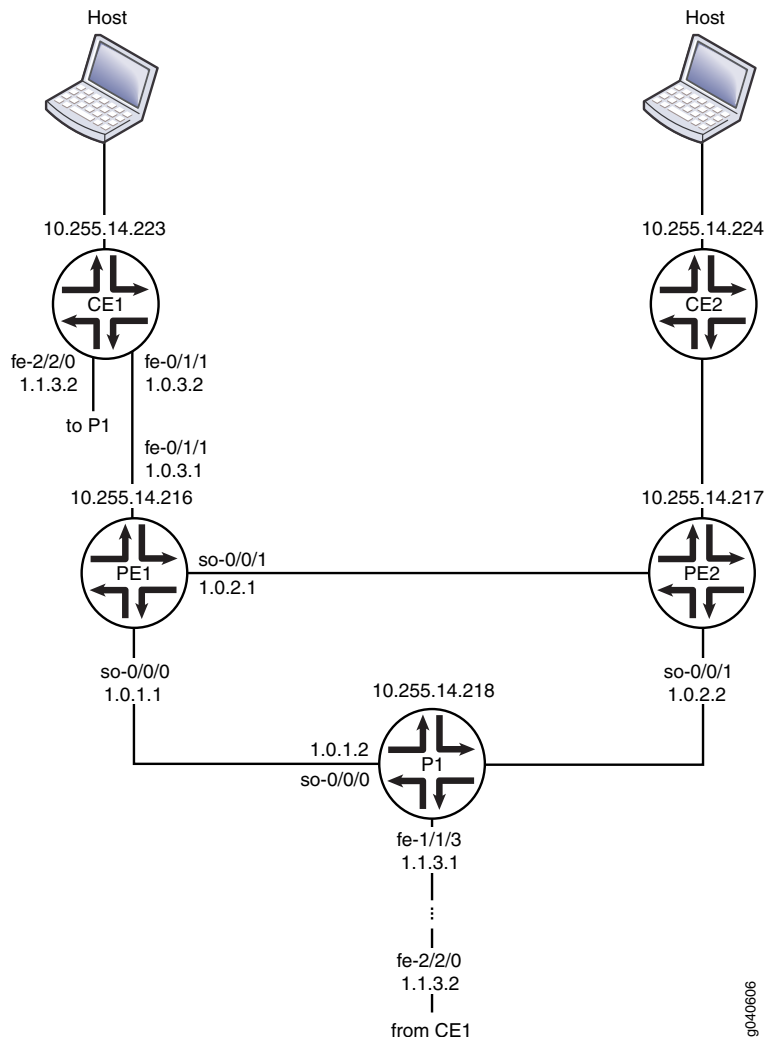 Host
Host
10.255.14.223
10.255.14.224
CE1
CE2
fe-2/2/0
1.1.3.2
fe-0/1/1
1.0.3.2
to P1
fe-0/1/1
1.0.3.1
10.255.14.216
10.255.14.217
so-0/0/1
PE1
PE2
1.0.2.1
so-0/0/0
1.0.1.1
so-0/0/1
1.0.2.2
10.255.14.218
1.0.1.2
P1
so-0/0/0
fe-1/1/3
1.1.3.1
...
fe-2/2/0
1.1.3.2
from CE1
g040606